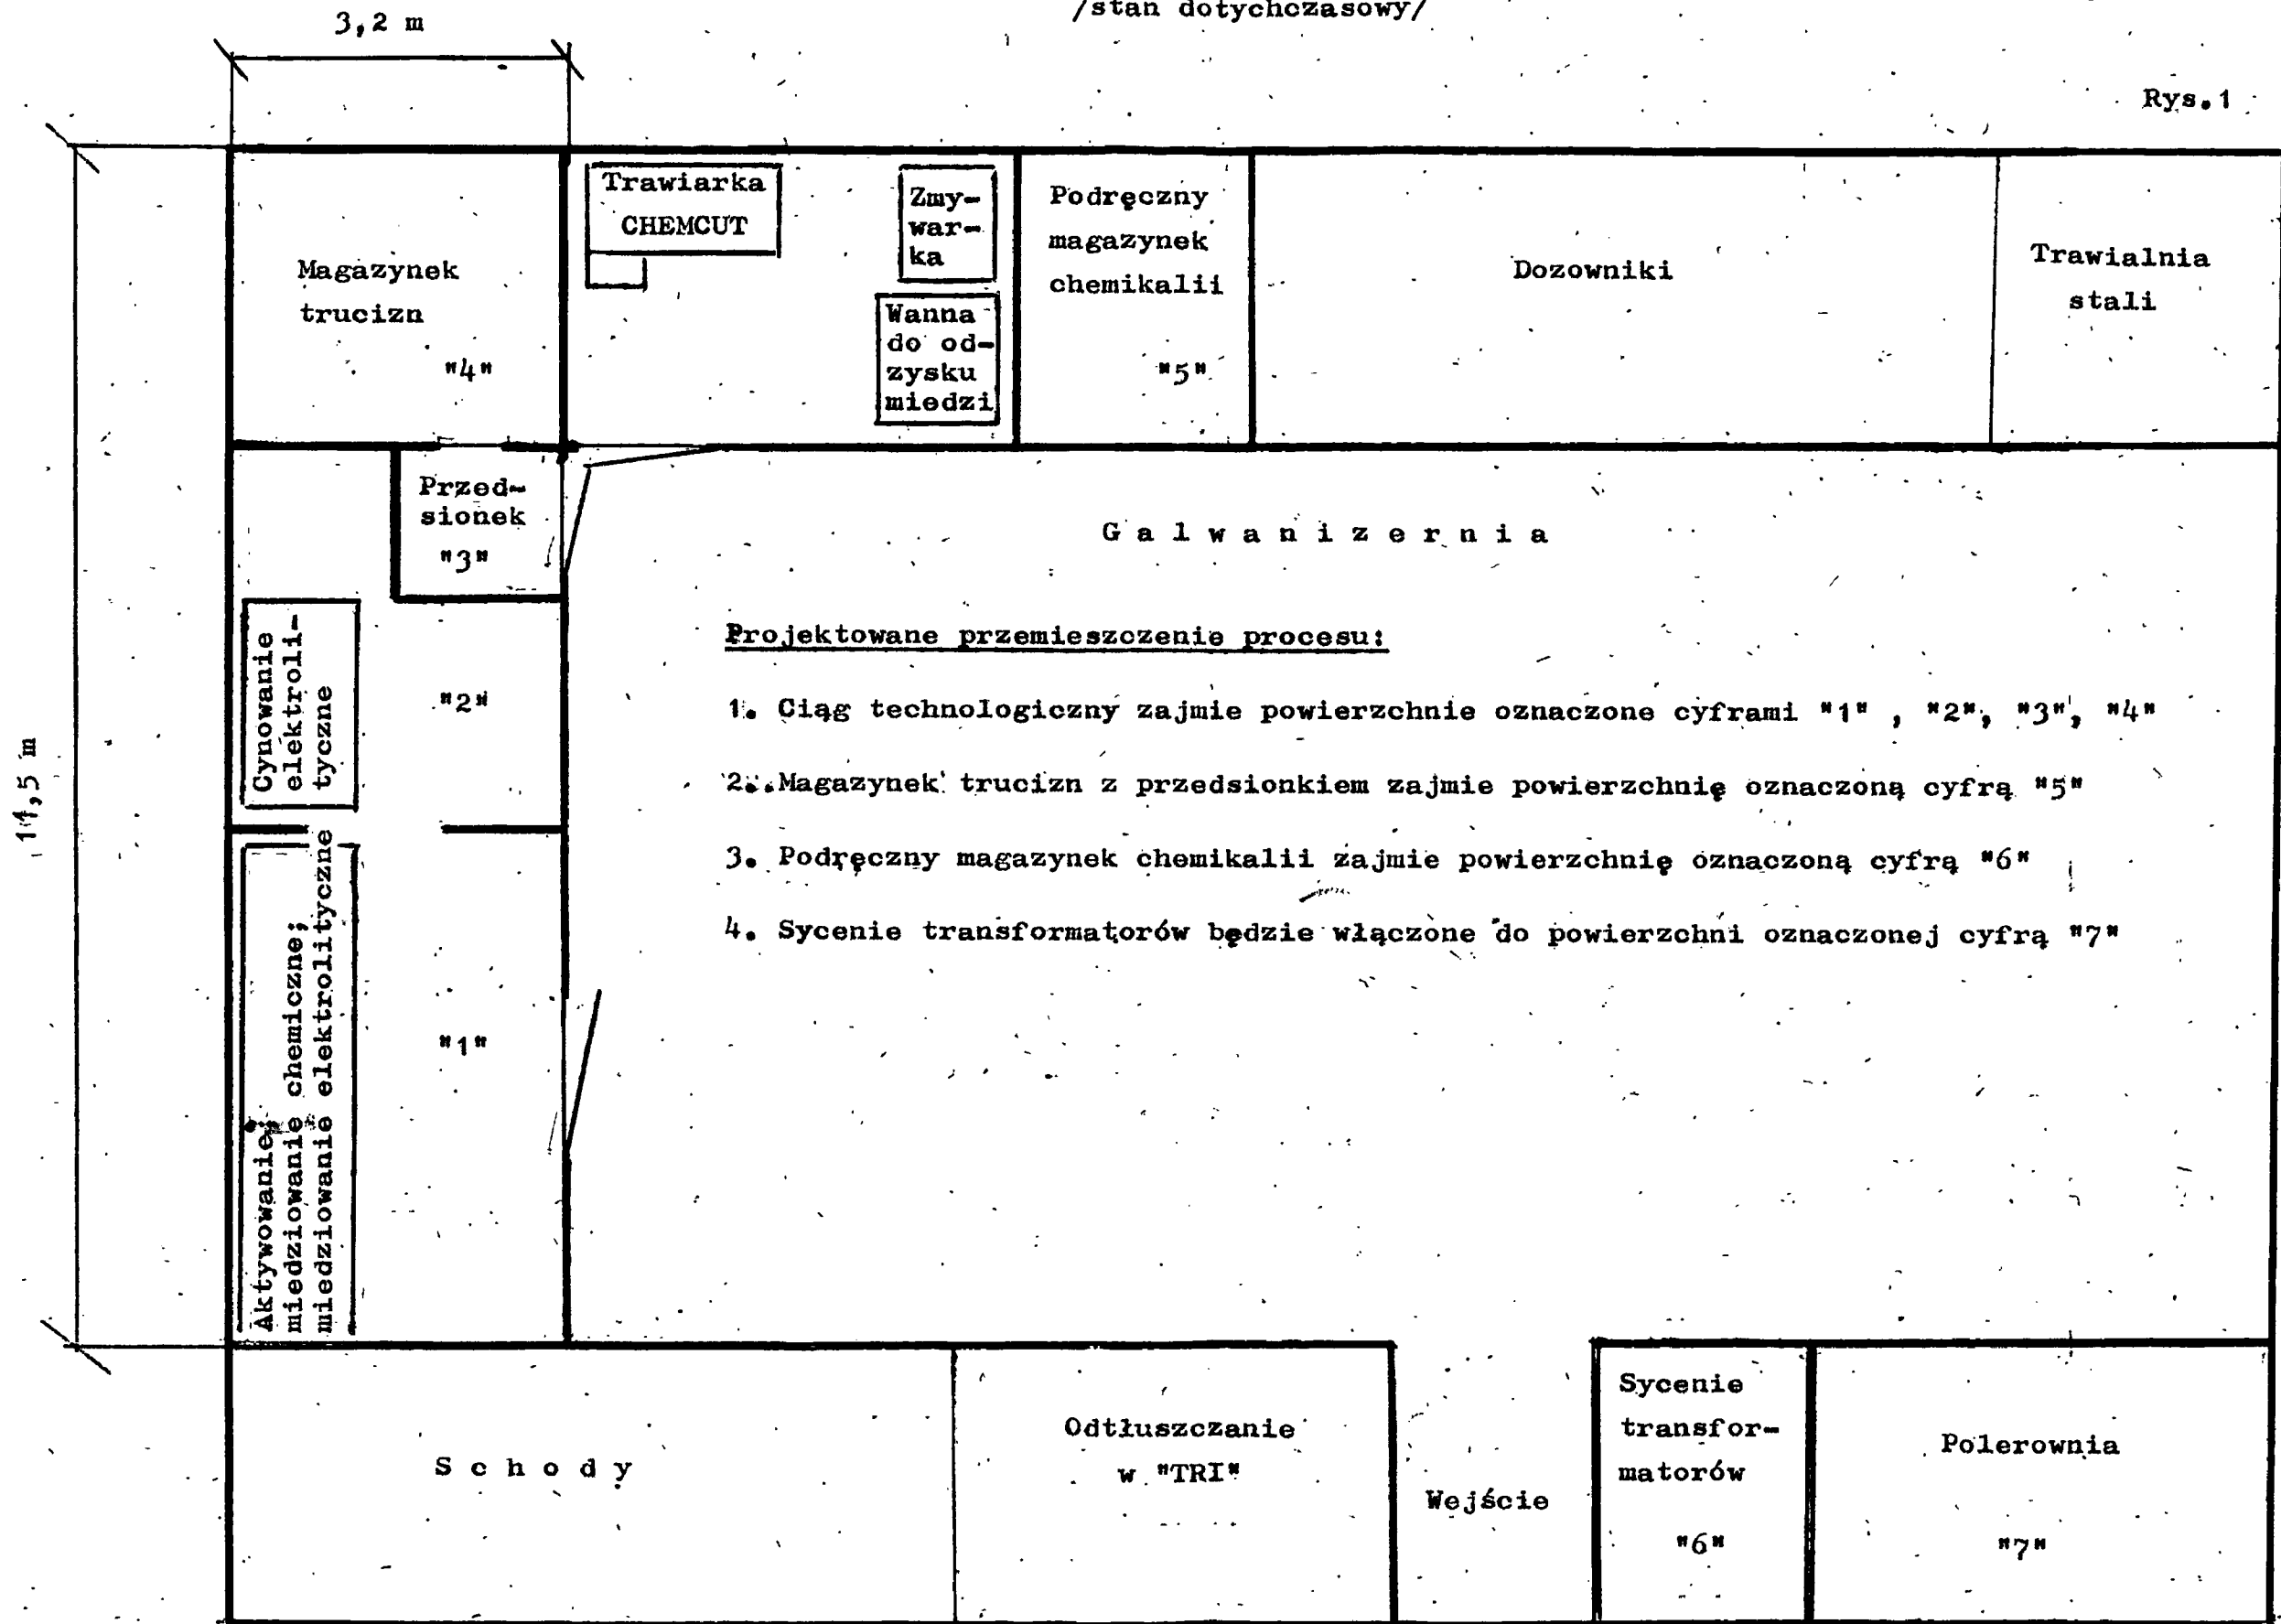 /stan dotychczasowy/
3,2 m
Rys.1
Trawiarka
CHEMCUT
Zmy-
war-
ka
Wanna
do od-
zysku
miedzi
Magazynek
trucizn
"4"
Podręczny
magazynek
chemikalii
"5"
Dozowniki
Trawialnia
stali
Przed-
sionek
"3"
G a l w a n i z e r n i a
Cynowanie
elektroli-
tyczne
"2"
11,5 m
Projektowane przemieszczenie procesu:
1. Ciąg technologiczny zajmie powierzchnie oznaczone cyframi "1" , "2", "3", "4"
2. Magazynek trucizn z przedsionkiem zajmie powierzchnię oznaczoną cyfrą "5"
3. Podręczny magazynek chemikalii zajmie powierzchnię oznaczoną cyfrą "6"
4. Sycenie transformatorów będzie włączone do powierzchni oznaczonej cyfrą "7"
Aktywowanie;
miedziowanie chemiczne;
miedziowanie elektrolityczne
"1"
S c h o d y
Odtłuszczanie
w "TRI"
Wejście
Sycenie
transfor-
matorów
"6"
Polerownia
"7"